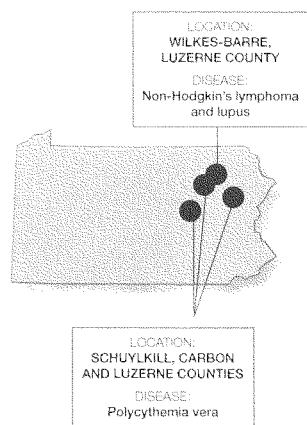 LOCATION:
WILKES-BARRE,
LUZERNE COUNTY
DISEASE:
Non-Hodgkin's lymphoma
and lupus
LOCATION:
SCHUYLKILL, CARBON
AND LUZERNE COUNTIES
DISEASE:
Polycythemia vera